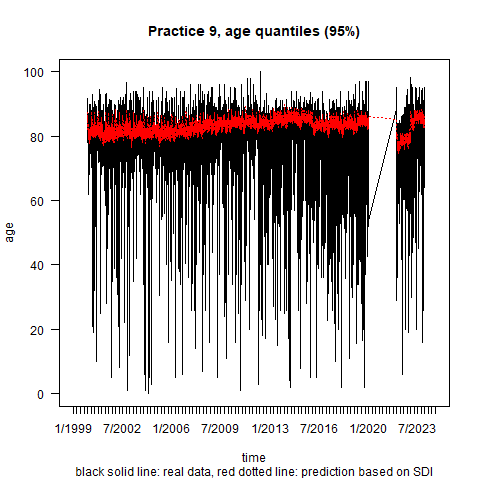 Practice 9, age quantiles (95%)
100
80
60
40
20
0
age
1/1999 7/2002 1/2006 7/2009 1/2013 7/2016 1/2020 7/2023
time
black solid line: real data, red dotted line: prediction based on SDI